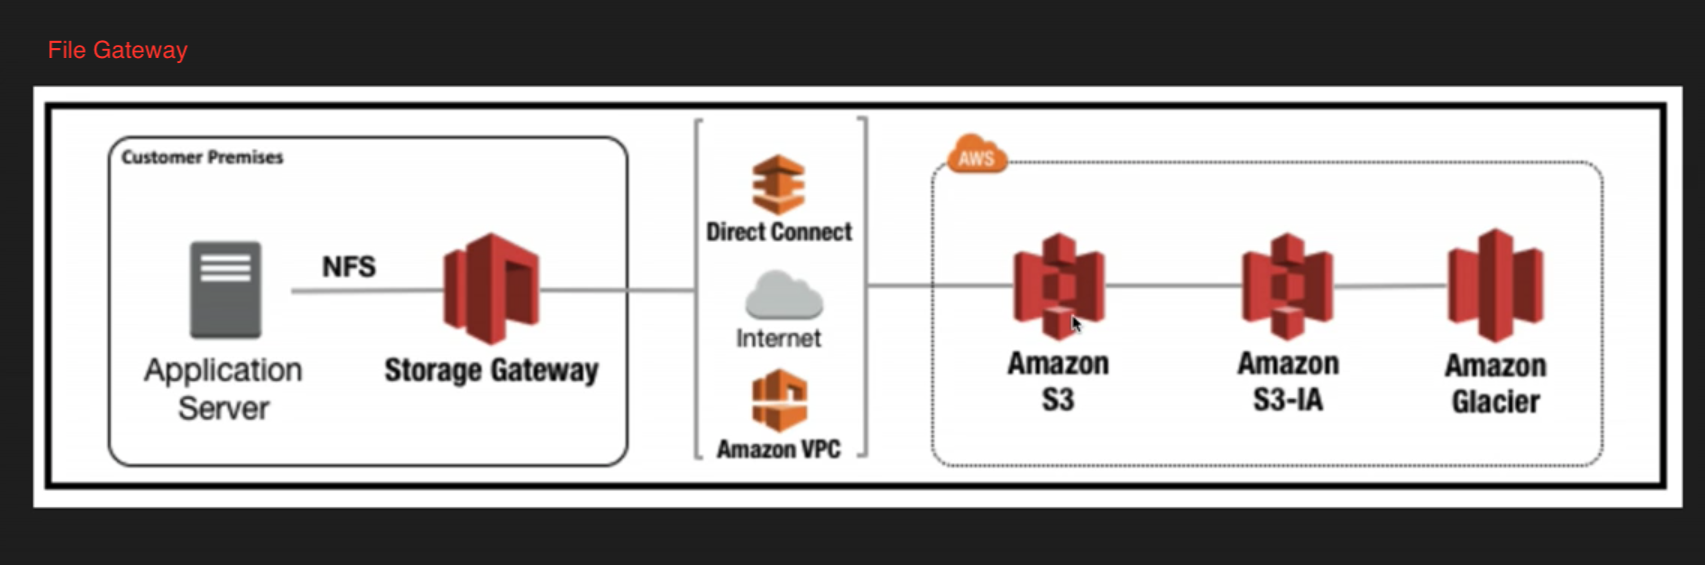 File Gateway
Customer Premises
NFS
Application
Server
Storage Gateway
Direct Connect
Internet
Amazon VPC
AWS
Amazon
S3
Amazon
S3-IA
Amazon
Glacier